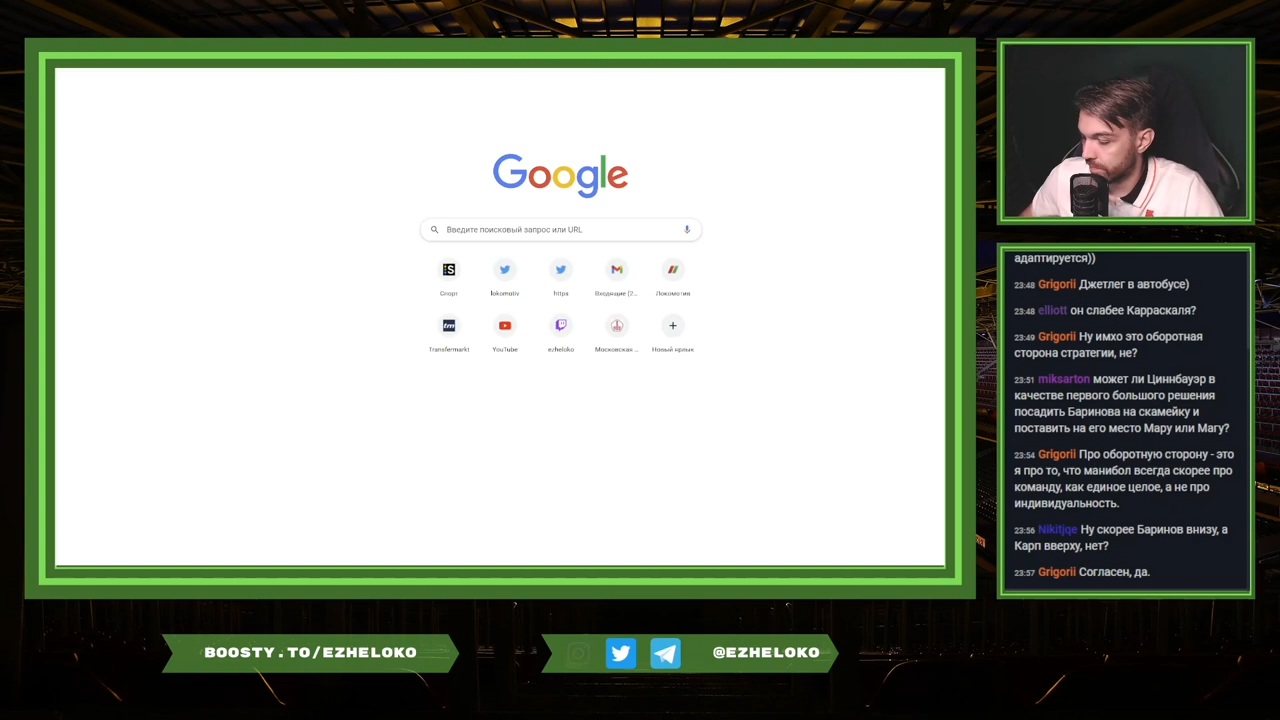 Google
Введите поисковый запрос или URL
Спорт
lokomotiv
https
Входящие (2...
Локомотив
tm
Transfermarkt
YouTube
ezheloko
Московская ...
Новый ярлык
адаптируется))
23:48 Grigorii Джетлег в автобусе)
23:48 elliott он слабее Карраскаля?
23:49 Grigorii Ну имхо это оборотная
сторона стратегии, не?
23:51 miksarton может ли Циннбауэр в
качестве первого большого решения
посадить Баринова на скамейку и
поставить на его место Мару или Магу?
23:54 Grigorii Про оборотную сторону - это
я про то, что манибол всегда скорее про
команду, как единое целое, а не про
индивидуальность.
23:56 Nikitjqe Ну скорее Баринов внизу, а
Карп вверху, нет?
23:57 Grigorii Согласен, да.
BOOSTY.TO/EZHELOKO
@EZHELOKO